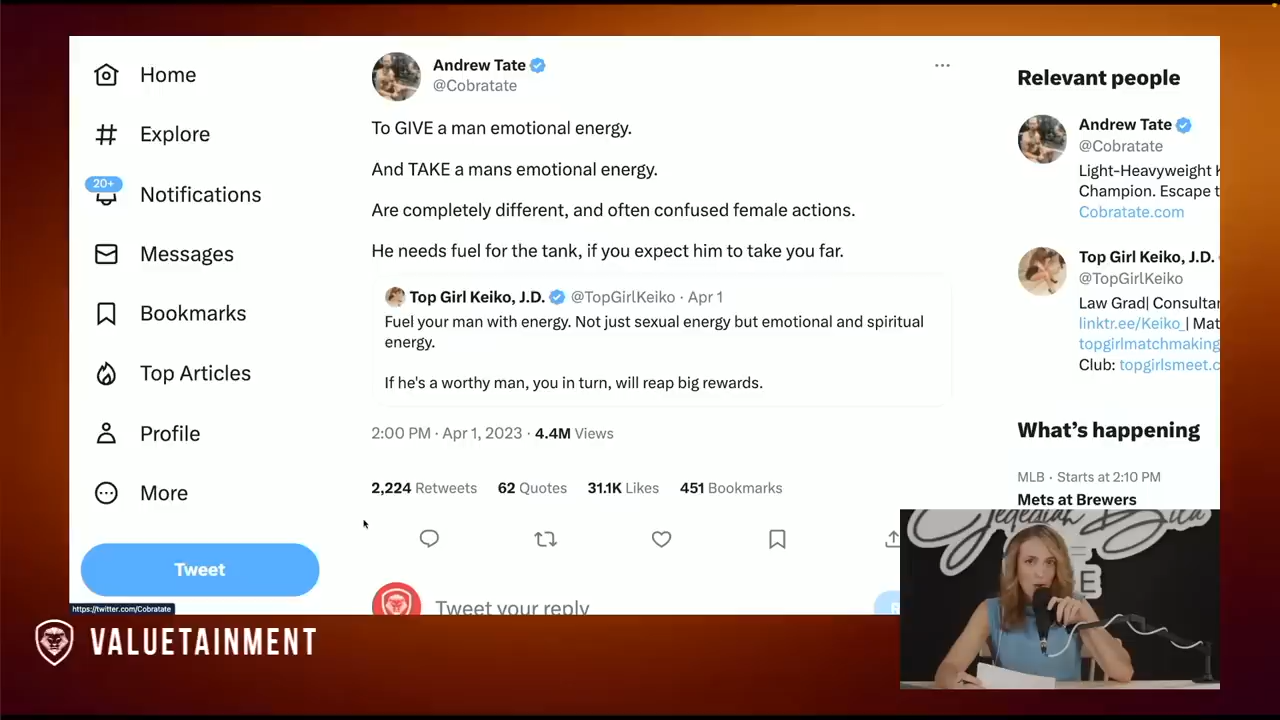 Home
Explore
20+
Notifications
Messages
Bookmarks
Top Articles
Profile
More
Tweet
https://twitter.com/Cobratate
Andrew Tate
@Cobratate
To GIVE a man emotional energy.
And TAKE a mans emotional energy.
Are completely different, and often confused female actions.
He needs fuel for the tank, if you expect him to take you far.
Top Girl Keiko, J.D. @TopGirlKeiko · Apr 1
Fuel your man with energy. Not just sexual energy but emotional and spiritual
energy.
If he's a worthy man, you in turn, will reap big rewards.
2:00 PM · Apr 1, 2023 · 4.4M Views
2,224 Retweets 62 Quotes 31.1K Likes 451 Bookmarks
Tweet your reply
Relevant people
Andrew Tate
@Cobratate
Light-Heavyweight
Champion. Escape
Cobratate.com
Top Girl Keiko, J.D.
@TopGirlKeiko
Law Grad| Consultan
linktr.ee/Keiko_ |
topgirlmatchmaking
Club: topgirlsmeet.c
What's happening
MLB · Starts at 2:10 PM
Mets at Brewers
Jedediah Bila
VALUETAINMENT